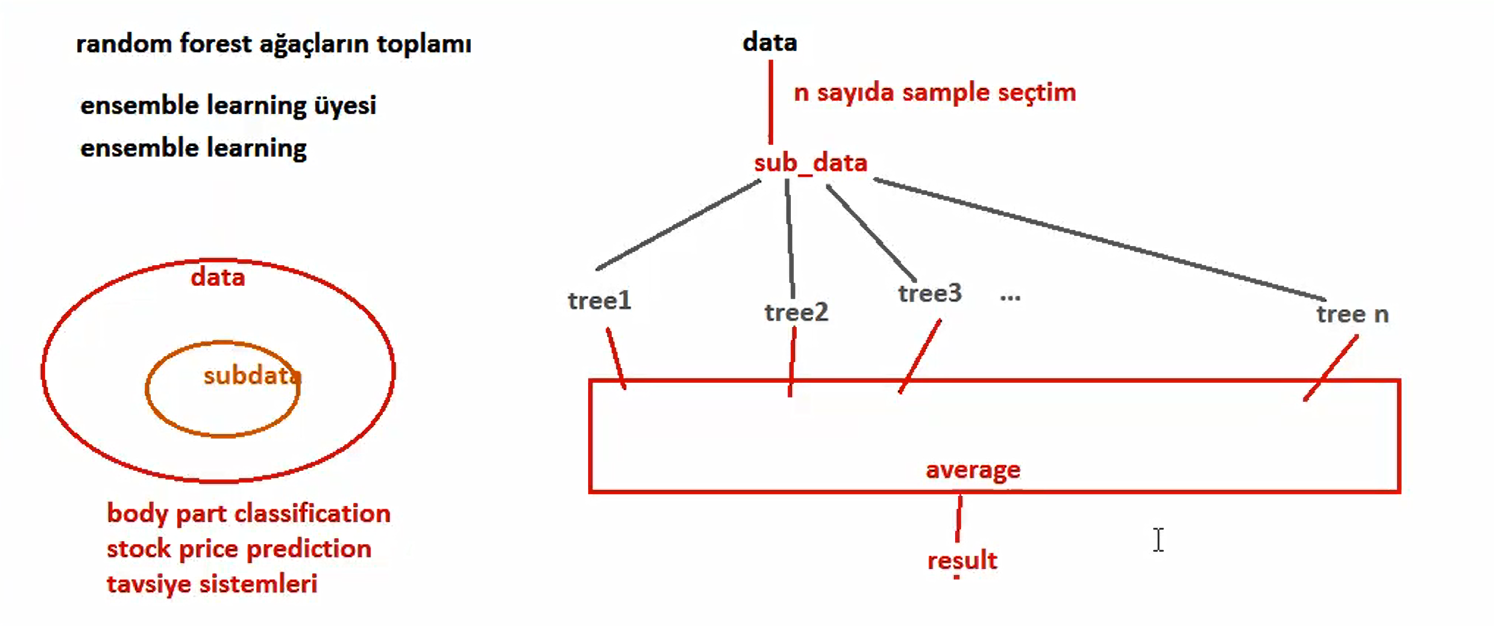 random forest ağaçların toplamı
ensemble learning üyesi
ensemble learning
data
subdata
body part classification
stock price prediction
tavsiye sistemleri
data
n sayıda sample seçtim
sub_data
tree1
tree2
tree3
...
tree n
average
result